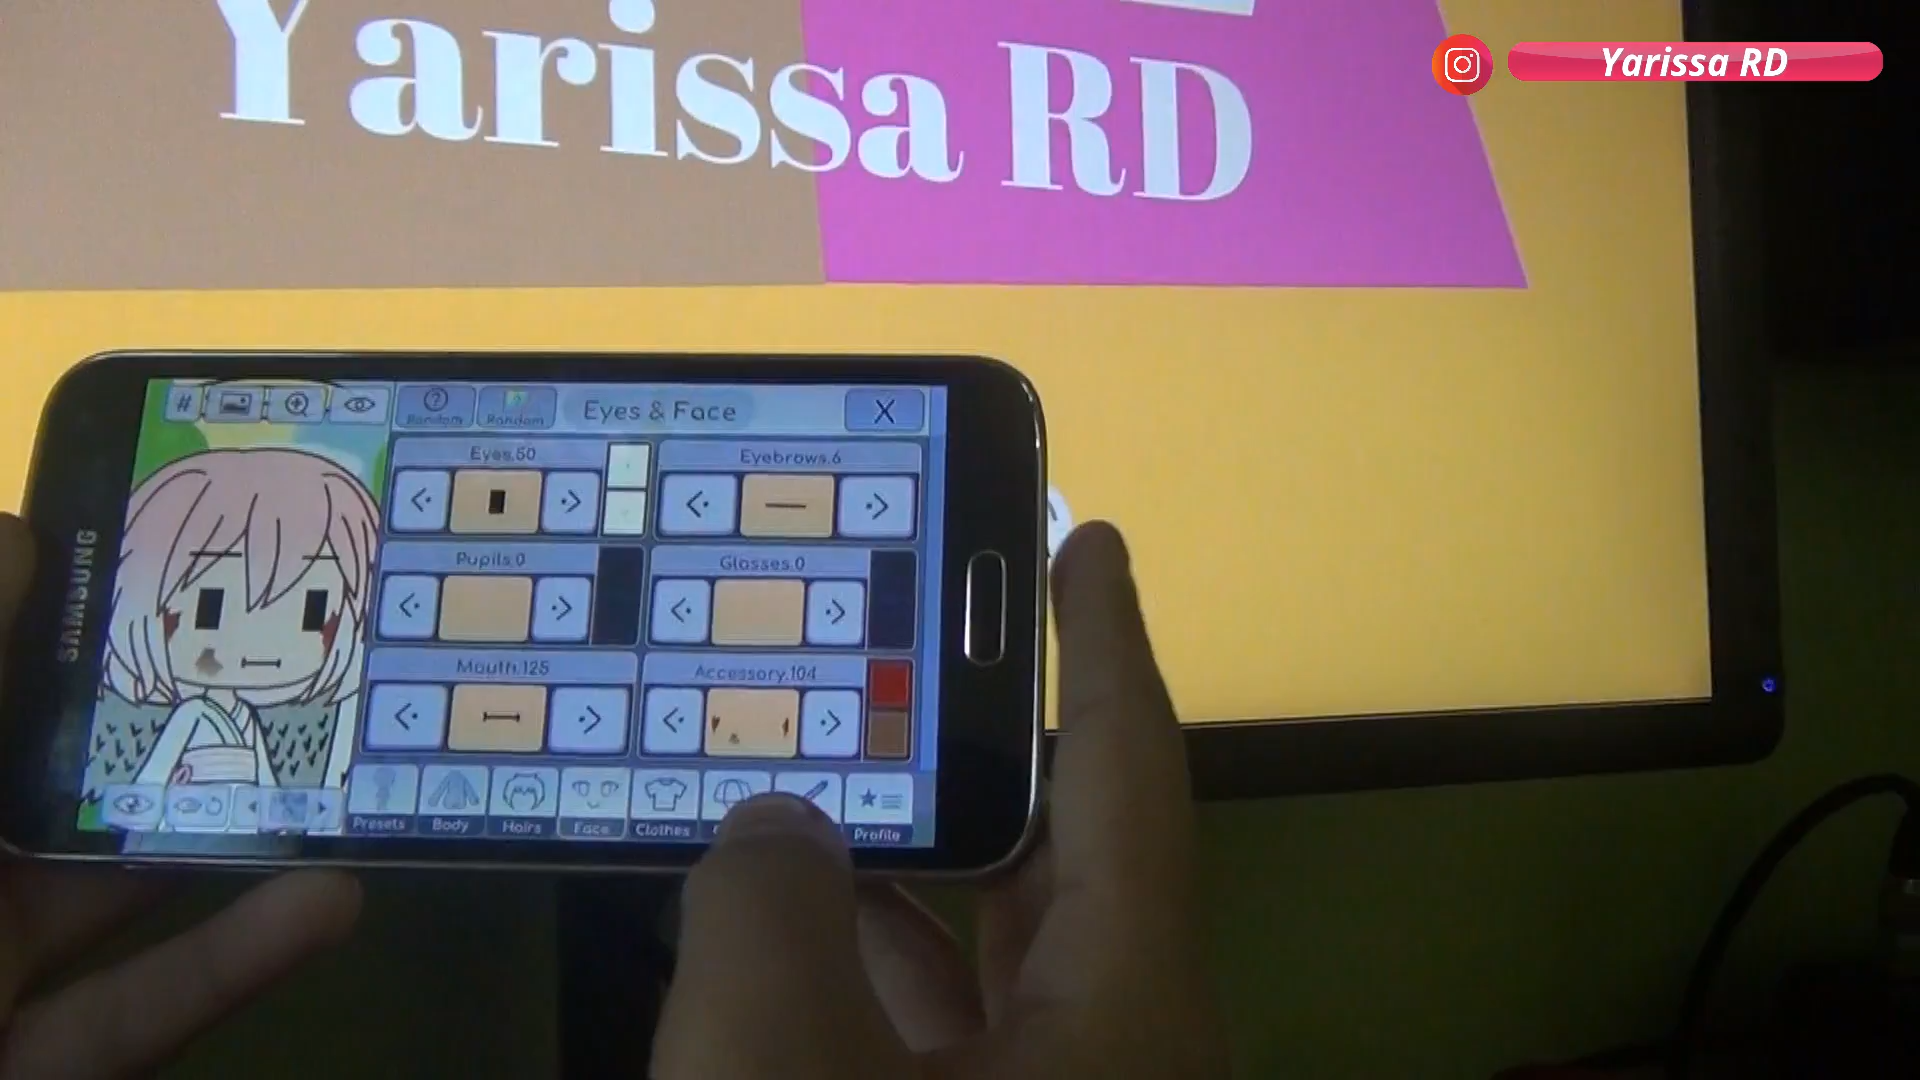 Yarissa RD
Yarissa RD
SAMSUNG
#
Random
Random
Eyes & Face
X
Eyes.60
Eyebrows.6
Pupils.0
Glasses.0
Mouth.125
Accessory.104
Presets
Body
Hairs
Face
Clothes
Profile